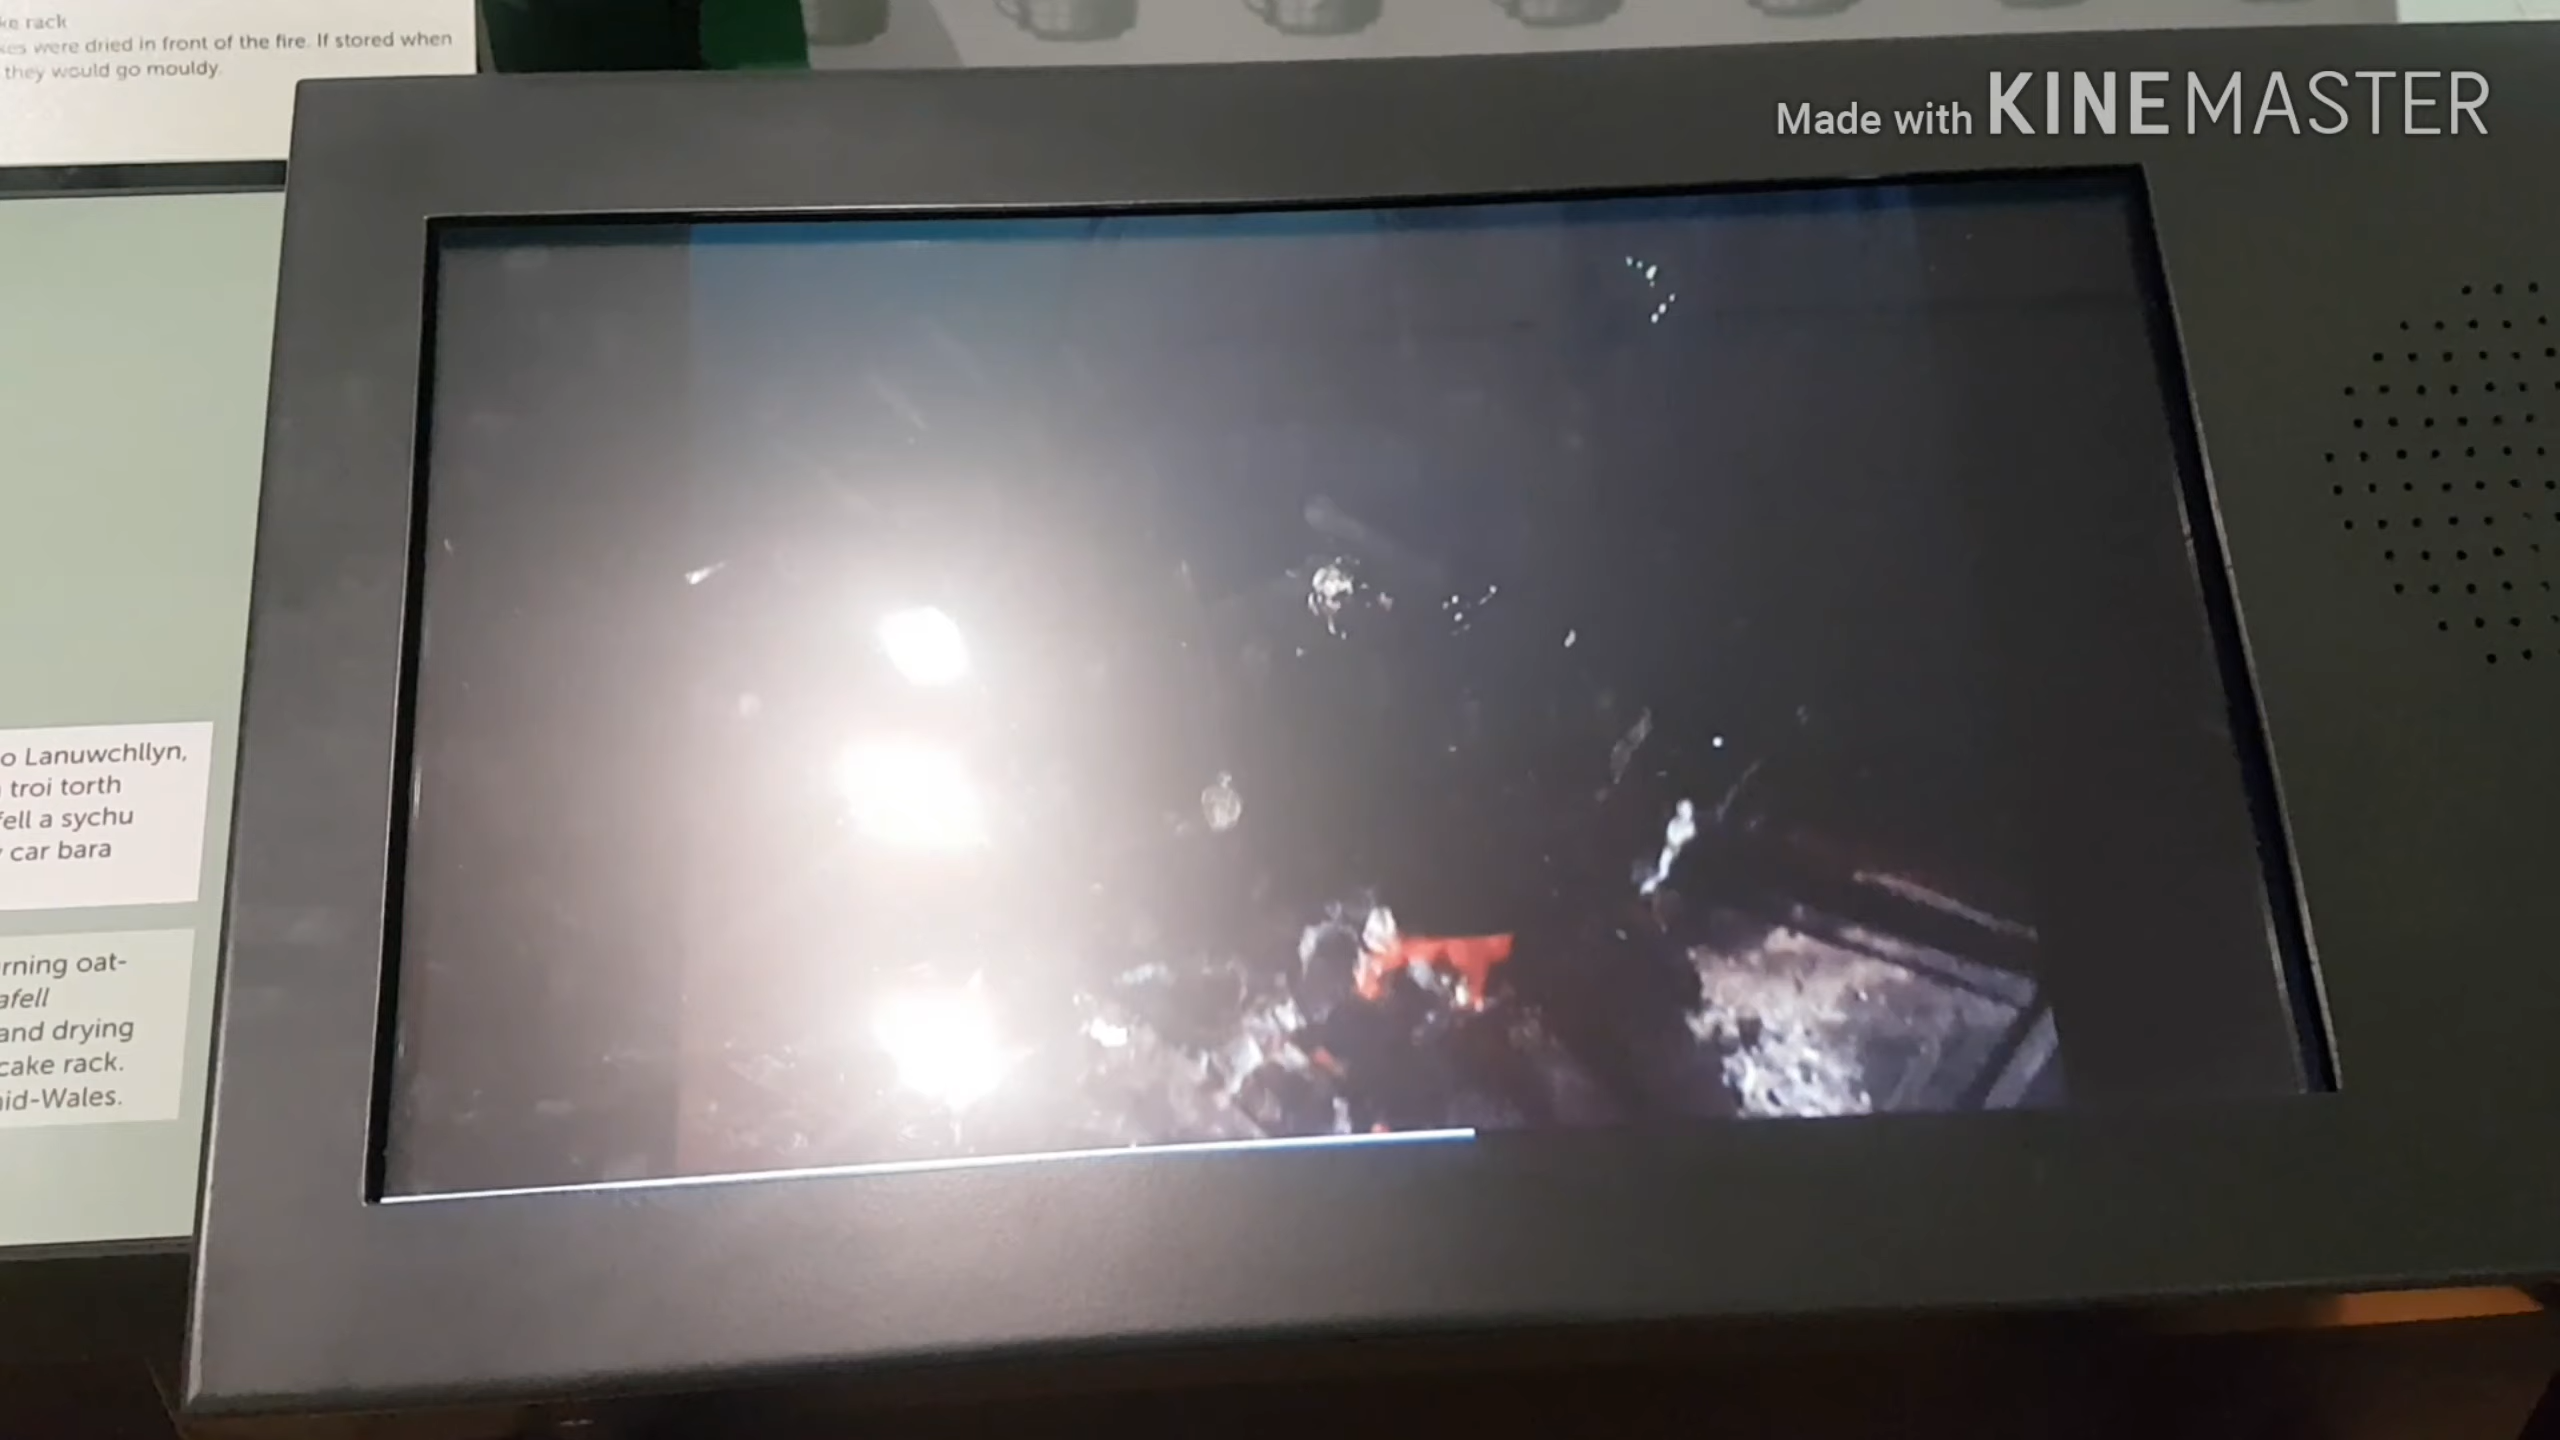 ke rack
kes were dried in front of the fire. If stored when
they would go mouldy.
Made with KINEMASTER
o Lanuwchllyn,
troi torth
fell a sychu
car bara
rning oat-
afell
and drying
cake rack.
mid-Wales.